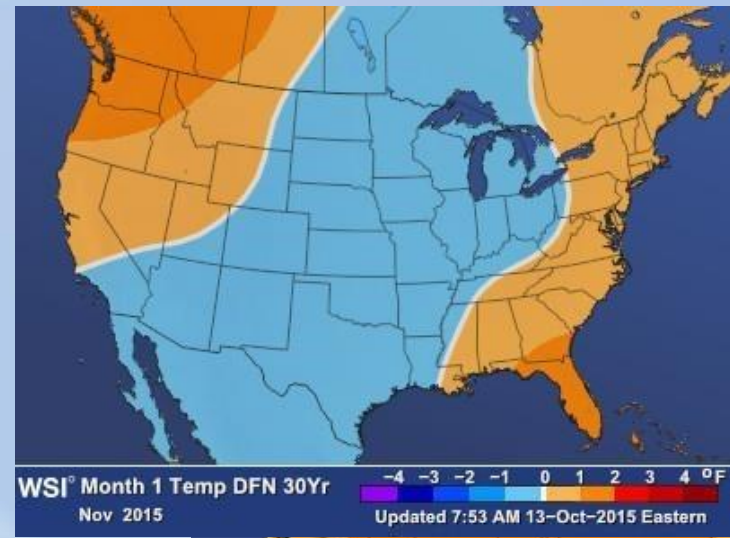 WSI° Month 1 Temp DFN 30Yr
Nov 2015
−4 −3 −2 −1 0 1 2 3 4 °F
Updated 7:53 AM 13−Oct−2015 Eastern